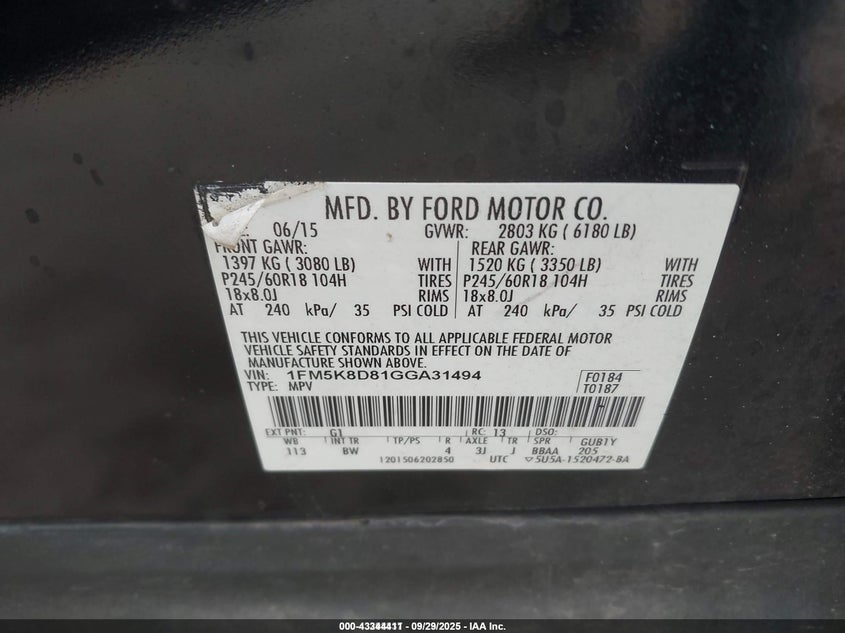 MFD. BY FORD MOTOR CO.
06/15 GVWR: 2803 KG ( 6180 LB)
FRONT GAWR: REAR GAWR:
1397 KG ( 3080 LB) WITH 1520 KG ( 3350 LB) WITH
P245/60R18 104H TIRES P245/60R18 104H TIRES
18x8.0J RIMS 18x8.0J RIMS
AT 240 kPa/ 35 PSI COLD AT 240 kPa/ 35 PSI COLD
THIS VEHICLE CONFORMS TO ALL APPLICABLE FEDERAL MOTOR
VEHICLE SAFETY STANDARDS IN EFFECT ON THE DATE OF
MANUFACTURE SHOWN ABOVE.
VIN: 1FM5K8D81GGA31494 F0184
TYPE: MPV T0187
EXT PNT: G1 RC: 13 DSO:
WB INT TR TP/PS R AXLE TR SPR GUB1Y
113 BW 4 3J J BBAA 205
1201506202850 UTC ▽5U5A-1520472-BA
09/29/2025 - IAA Inc.